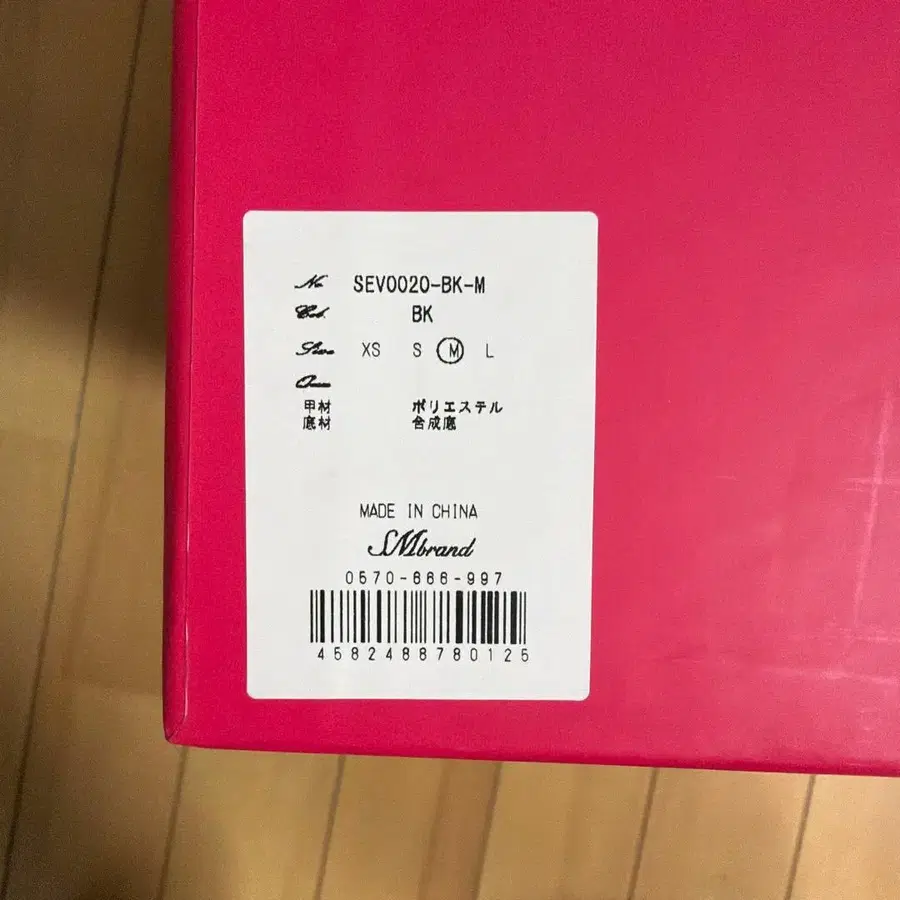 No SEV0020-BK-M
Col. BK
Size XS S M L
甲材 ポリエステル
底材 合成底
MADE IN CHINA
SMbrand
0570-666-997
4582488780125